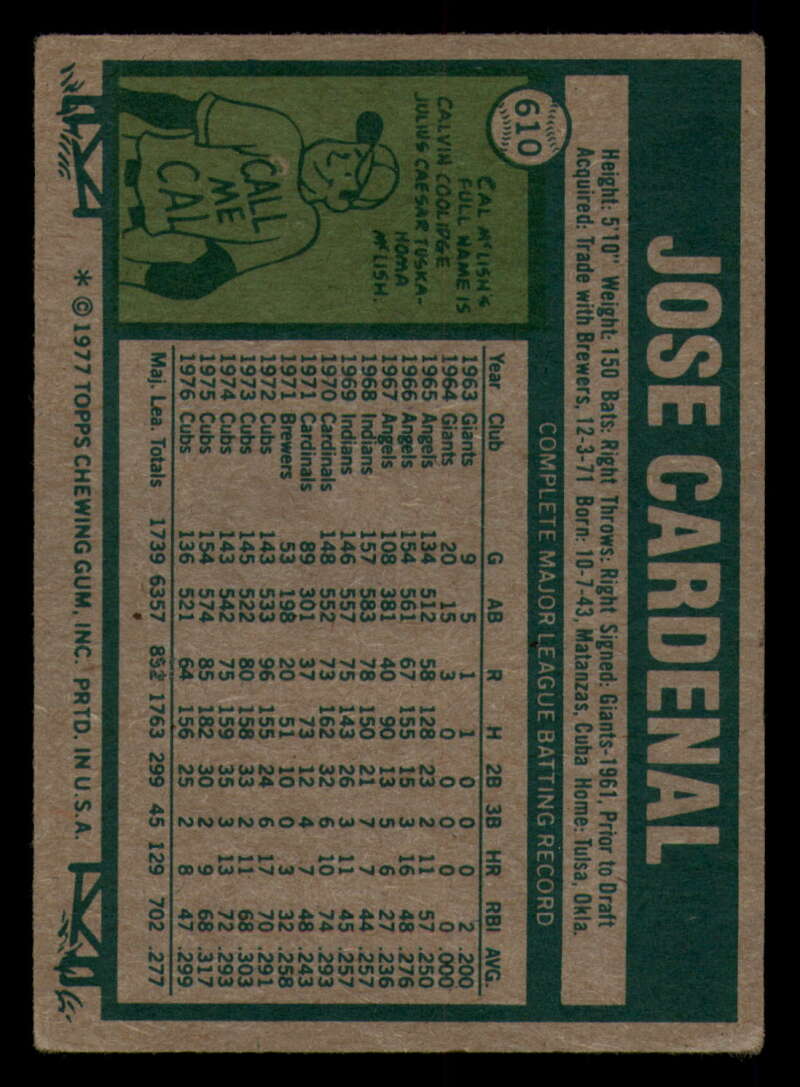 JOSE CARDENAL
610
Height: 5'10" Weight: 150 Bats: Right Throws: Right Signed: Giants-1961, Prior to Draft
Acquired: Trade with Brewers, 12-3-71 Born: 10-7-43, Matanzas, Cuba Home: Tulsa, Okla.
CAL McLISH'S
FULL NAME IS
CALVIN COOLIDGE
JULIUS CAESAR TUSKA-
HOMA
McLISH.
CALL
ME
CAL
COMPLETE MAJOR LEAGUE BATTING RECORD
Year Club G AB R H 2B 3B HR RBI AVG.
1963 Giants 9 5 1 1 0 0 0 2 .200
1964 Giants 20 15 3 0 0 0 0 0 .000
1965 Angels 134 512 58 128 23 2 11 57 .250
1966 Angels 154 561 67 155 15 3 16 48 .276
1967 Angels 108 381 40 90 13 5 6 27 .236
1968 Indians 157 583 78 150 21 7 7 44 .257
1969 Indians 146 557 75 143 26 3 11 45 .257
1970 Cardinals 148 552 73 162 32 6 10 74 .293
1971 Cardinals 89 301 37 73 12 4 7 48 .243
1971 Brewers 53 198 20 51 10 0 3 32 .258
1972 Cubs 143 533 96 155 24 6 17 70 .291
1973 Cubs 145 522 80 158 33 2 11 68 .303
1974 Cubs 143 542 75 159 35 3 13 72 .293
1975 Cubs 154 574 85 182 30 2 9 68 .317
1976 Cubs 136 521 64 156 25 2 8 47 .299
Maj. Lea. Totals 1739 6357 852 1763 299 45 129 702 .277
* © 1977 TOPPS CHEWING GUM, INC. PRTD. IN U.S.A.